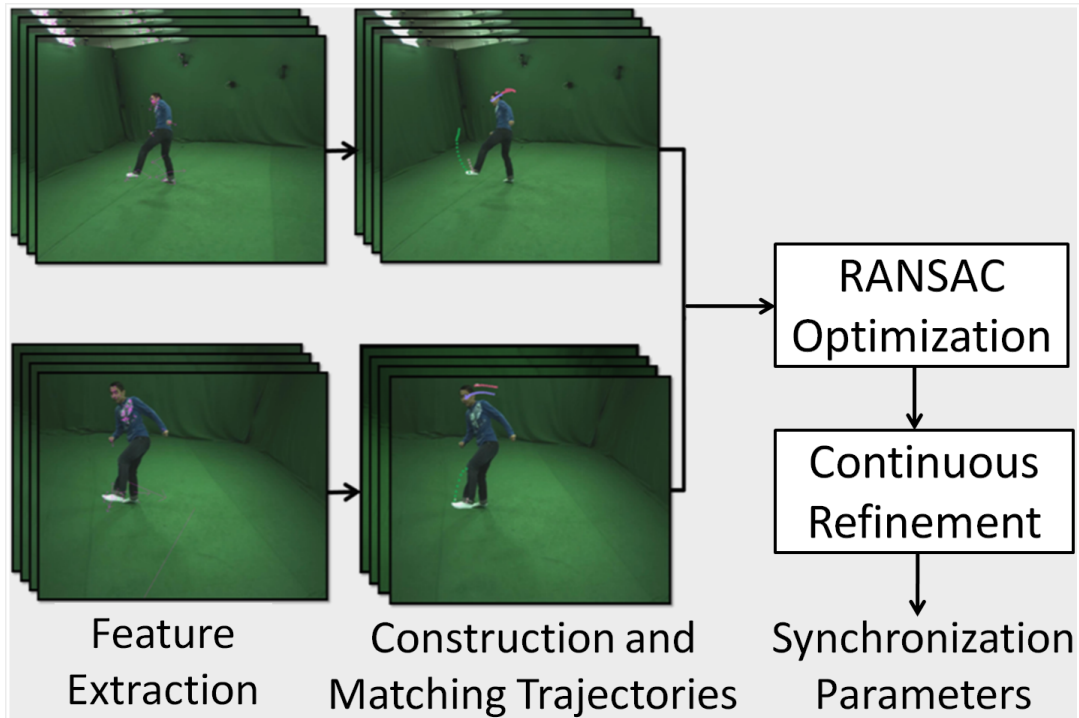 RANSAC
Optimization
Continuous
Refinement
Feature
Extraction
Construction and
Matching Trajectories
Synchronization
Parameters